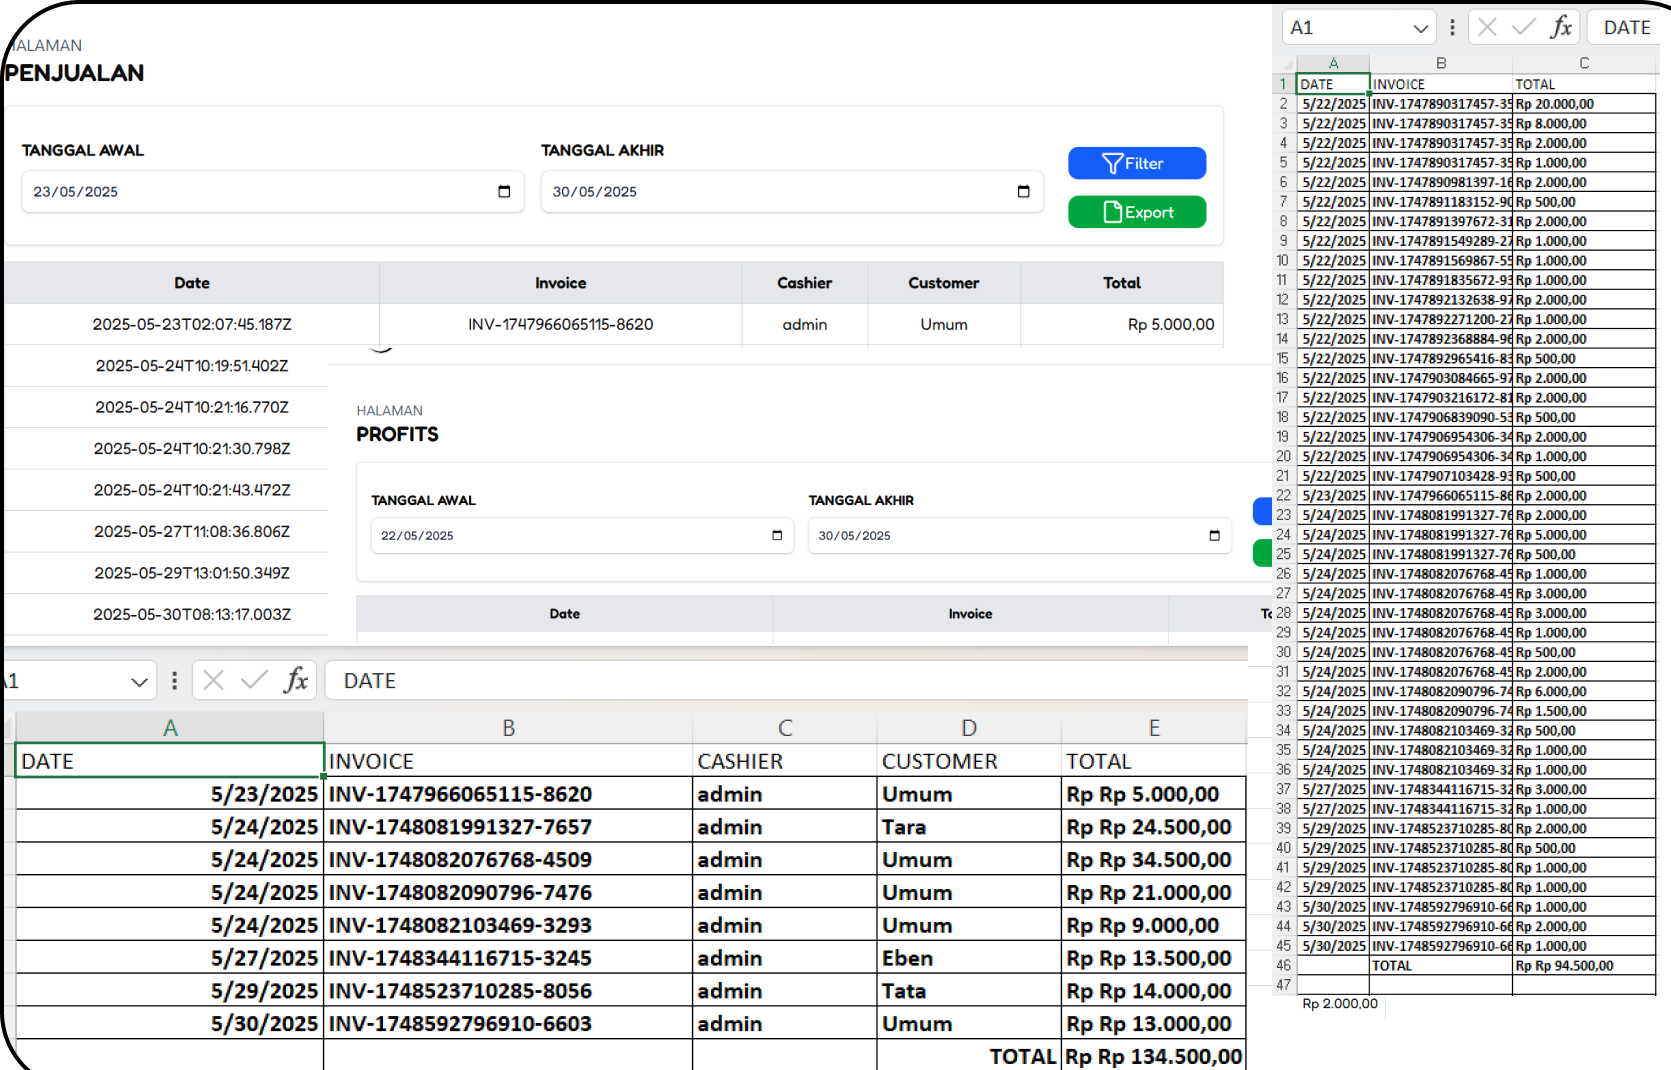 HALAMAN
PENJUALAN
TANGGAL AWAL TANGGAL AKHIR
23/05/2025 30/05/2025
Filter
Export
Date Invoice Cashier Customer Total
2025-05-23T02:07:45.187Z INV-1747966065115-8620 admin Umum Rp 5.000,00
2025-05-24T10:19:51.402Z
2025-05-24T10:21:16.770Z
2025-05-24T10:21:30.798Z
2025-05-24T10:21:43.472Z
2025-05-27T11:08:36.806Z
2025-05-29T13:01:50.349Z
2025-05-30T08:13:17.003Z
HALAMAN
PROFITS
TANGGAL AWAL TANGGAL AKHIR
22/05/2025 30/05/2025
Date Invoice To
A1 fx DATE
A B C D E
DATE INVOICE CASHIER CUSTOMER TOTAL
5/23/2025 INV-1747966065115-8620 admin Umum Rp Rp 5.000,00
5/24/2025 INV-1748081991327-7657 admin Tara Rp Rp 24.500,00
5/24/2025 INV-1748082076768-4509 admin Umum Rp Rp 34.500,00
5/24/2025 INV-1748082090796-7476 admin Umum Rp Rp 21.000,00
5/24/2025 INV-1748082103469-3293 admin Umum Rp Rp 9.000,00
5/27/2025 INV-1748344116715-3245 admin Eben Rp Rp 13.500,00
5/29/2025 INV-1748523710285-8056 admin Tata Rp Rp 14.000,00
5/30/2025 INV-1748592796910-6603 admin Umum Rp Rp 13.000,00
TOTAL Rp Rp 134.500,00
A1 fx DATE
A B C
1 DATE INVOICE TOTAL
2 5/22/2025 INV-1747890317457-35 Rp 20.000,00
3 5/22/2025 INV-1747890317457-35 Rp 8.000,00
4 5/22/2025 INV-1747890317457-35 Rp 2.000,00
5 5/22/2025 INV-1747890317457-35 Rp 1.000,00
6 5/22/2025 INV-1747890981397-16 Rp 2.000,00
7 5/22/2025 INV-1747891183152-90 Rp 500,00
8 5/22/2025 INV-1747891397672-31 Rp 2.000,00
9 5/22/2025 INV-1747891549289-27 Rp 1.000,00
10 5/22/2025 INV-1747891569867-55 Rp 1.000,00
11 5/22/2025 INV-1747891835672-93 Rp 1.000,00
12 5/22/2025 INV-1747892132638-97 Rp 2.000,00
13 5/22/2025 INV-1747892271200-27 Rp 1.000,00
14 5/22/2025 INV-1747892368884-96 Rp 2.000,00
15 5/22/2025 INV-1747892965416-83 Rp 500,00
16 5/22/2025 INV-1747903084665-97 Rp 2.000,00
17 5/22/2025 INV-1747903216172-81 Rp 2.000,00
18 5/22/2025 INV-1747906839090-53 Rp 500,00
19 5/22/2025 INV-1747906954306-34 Rp 2.000,00
20 5/22/2025 INV-1747906954306-34 Rp 1.000,00
21 5/22/2025 INV-1747907103428-93 Rp 500,00
22 5/23/2025 INV-1747966065115-86 Rp 2.000,00
23 5/24/2025 INV-1748081991327-76 Rp 2.000,00
24 5/24/2025 INV-1748081991327-76 Rp 5.000,00
25 5/24/2025 INV-1748081991327-76 Rp 500,00
26 5/24/2025 INV-1748082076768-45 Rp 1.000,00
27 5/24/2025 INV-1748082076768-45 Rp 3.000,00
28 5/24/2025 INV-1748082076768-45 Rp 3.000,00
29 5/24/2025 INV-1748082076768-45 Rp 1.000,00
30 5/24/2025 INV-1748082076768-45 Rp 500,00
31 5/24/2025 INV-1748082076768-45 Rp 2.000,00
32 5/24/2025 INV-1748082090796-74 Rp 6.000,00
33 5/24/2025 INV-1748082090796-74 Rp 1.500,00
34 5/24/2025 INV-1748082103469-32 Rp 500,00
35 5/24/2025 INV-1748082103469-32 Rp 1.000,00
36 5/24/2025 INV-1748082103469-32 Rp 1.000,00
37 5/27/2025 INV-1748344116715-32 Rp 3.000,00
38 5/27/2025 INV-1748344116715-32 Rp 1.000,00
39 5/29/2025 INV-1748523710285-80 Rp 2.000,00
40 5/29/2025 INV-1748523710285-80 Rp 500,00
41 5/29/2025 INV-1748523710285-80 Rp 1.000,00
42 5/29/2025 INV-1748523710285-80 Rp 1.000,00
43 5/30/2025 INV-1748592796910-66 Rp 1.000,00
44 5/30/2025 INV-1748592796910-66 Rp 2.000,00
45 5/30/2025 INV-1748592796910-66 Rp 1.000,00
46 TOTAL Rp Rp 94.500,00
47
Rp 2.000,00